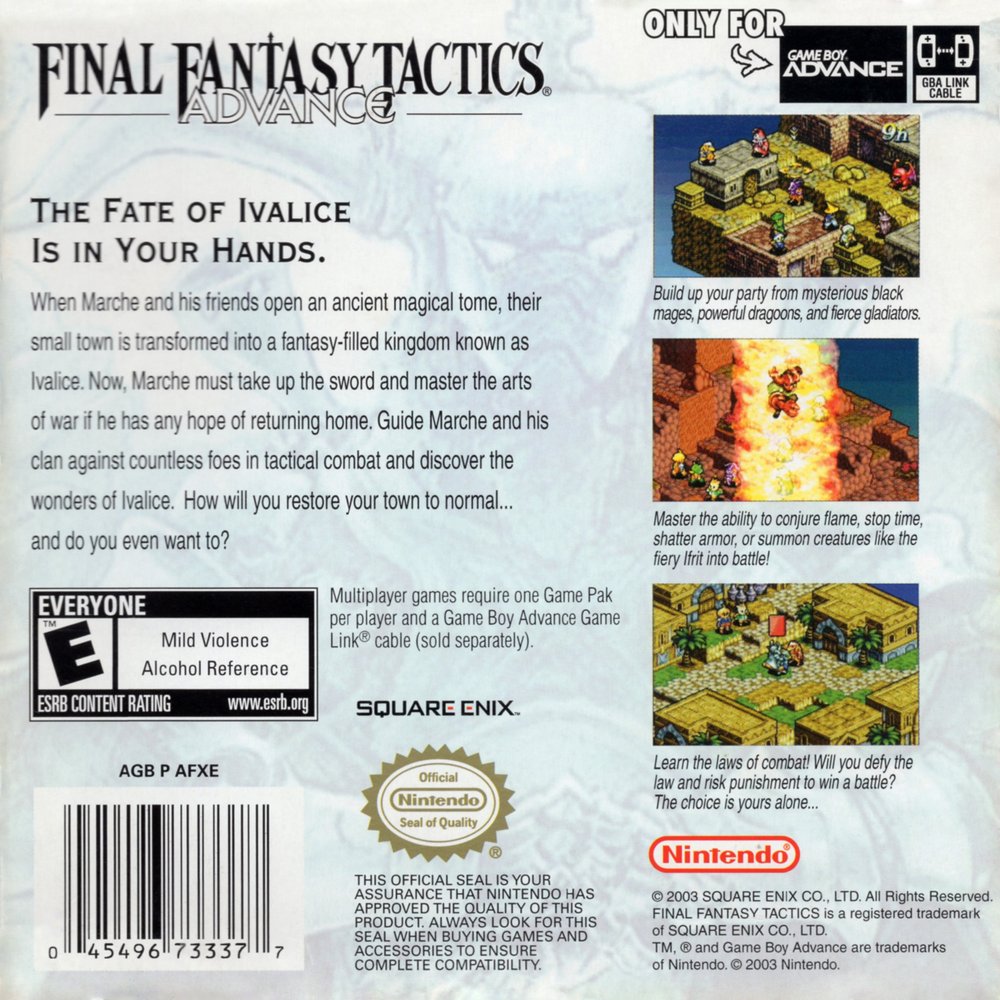 FINAL FANTASY TACTICS®
ADVANCE
ONLY FOR
GAME BOY
ADVANCE
GBA LINK
CABLE
THE FATE OF IVALICE
IS IN YOUR HANDS.
When Marche and his friends open an ancient magical tome, their
small town is transformed into a fantasy-filled kingdom known as
Ivalice. Now, Marche must take up the sword and master the arts
of war if he has any hope of returning home. Guide Marche and his
clan against countless foes in tactical combat and discover the
wonders of Ivalice. How will you restore your town to normal...
and do you even want to?
9h
Build up your party from mysterious black
mages, powerful dragoons, and fierce gladiators.
Master the ability to conjure flame, stop time,
shatter armor, or summon creatures like the
fiery Ifrit into battle!
Learn the laws of combat! Will you defy the
law and risk punishment to win a battle?
The choice is yours alone...
EVERYONE
TM
E
Mild Violence
Alcohol Reference
ESRB CONTENT RATING www.esrb.org
Multiplayer games require one Game Pak
per player and a Game Boy Advance Game
Link® cable (sold separately).
SQUARE ENIX™
AGB P AFXE
0 45496 73337 7
Official
Nintendo
Seal of Quality
®
THIS OFFICIAL SEAL IS YOUR
ASSURANCE THAT NINTENDO HAS
APPROVED THE QUALITY OF THIS
PRODUCT. ALWAYS LOOK FOR THIS
SEAL WHEN BUYING GAMES AND
ACCESSORIES TO ENSURE
COMPLETE COMPATIBILITY.
Nintendo®
© 2003 SQUARE ENIX CO., LTD. All Rights Reserved.
FINAL FANTASY TACTICS is a registered trademark
of SQUARE ENIX CO., LTD.
TM, ® and Game Boy Advance are trademarks
of Nintendo. © 2003 Nintendo.